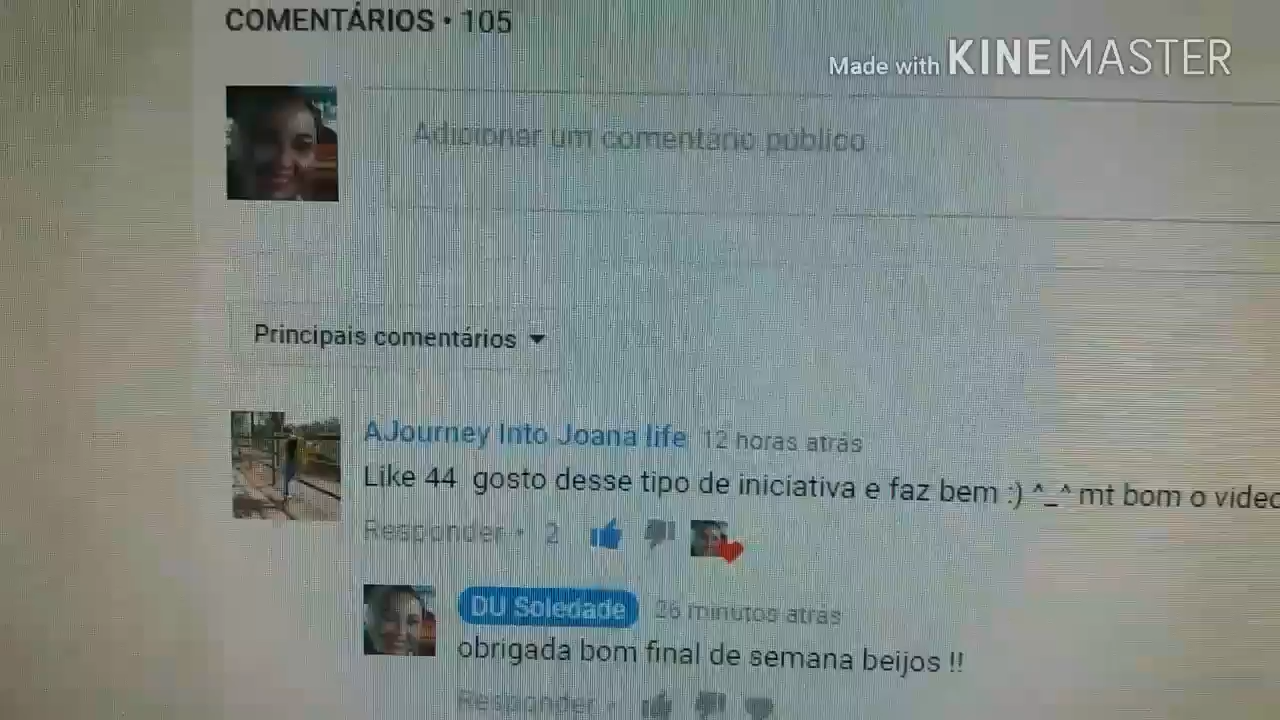 COMENTÁRIOS • 105
Made with KINEMASTER
Adicionar um comentário público
Principais comentários
AJourney Into Joana life 12 horas atrás
Like 44 gosto desse tipo de iniciativa e faz bem :) ^_^ mt bom o video
Responder • 2
DU Soledade 26 minutos atrás
obrigada bom final de semana beijos !!
Responder •